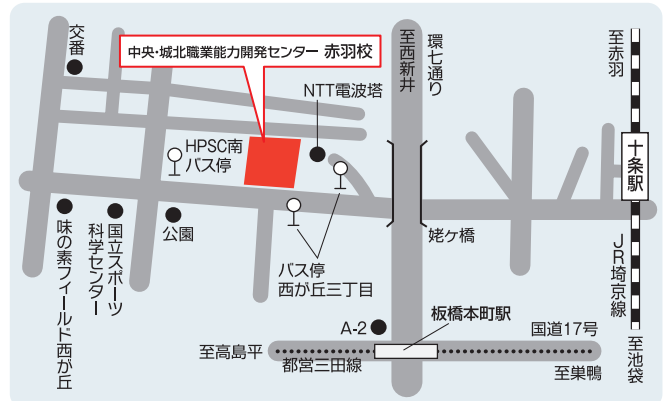 交番
中央・城北職業能力開発センター 赤羽校
至西新井
環七通り
至赤羽
NTT電波塔
HPSC南
バス停
十条駅
味の素フィールド西が丘
国立スポーツ
科学センター
公園
バス停
西が丘三丁目
姥ケ橋
JR埼京線
A-2
板橋本町駅
国道17号
至高島平
都営三田線
至巣鴨
至池袋